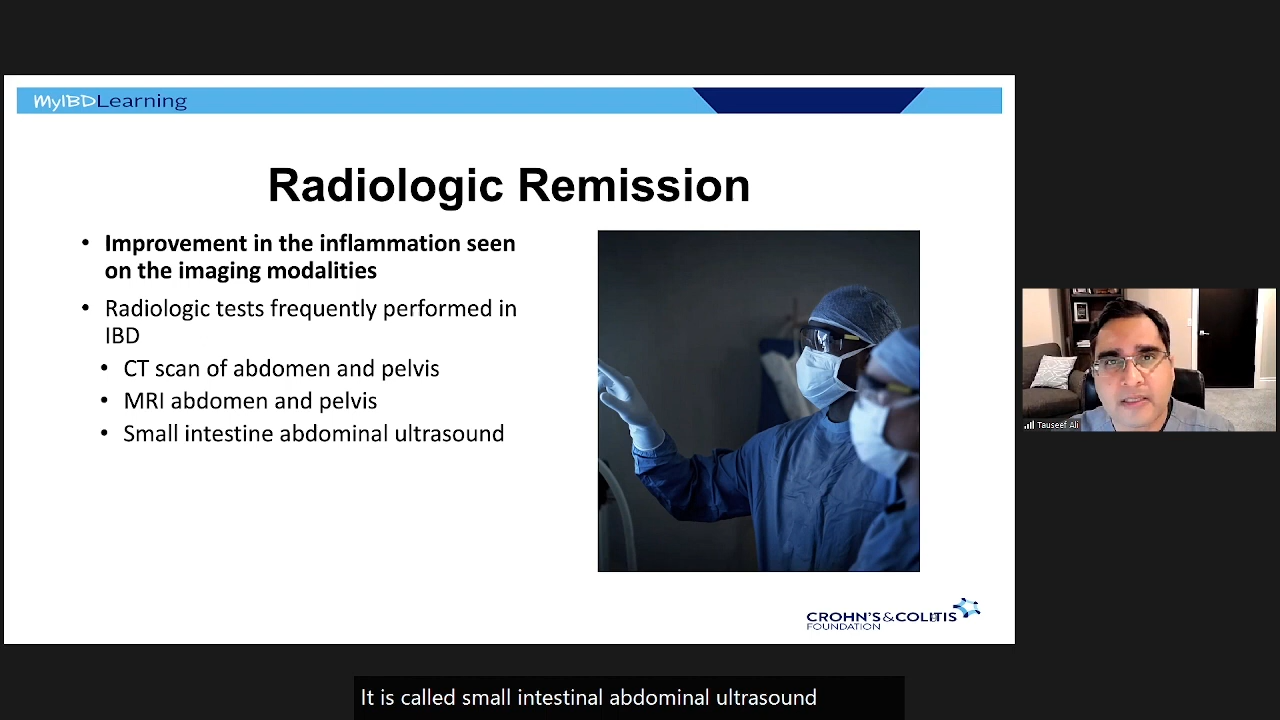 MyIBDLearning
Radiologic Remission
• Improvement in the inflammation seen
on the imaging modalities
• Radiologic tests frequently performed in
IBD
• CT scan of abdomen and pelvis
• MRI abdomen and pelvis
• Small intestine abdominal ultrasound
CROHN'S & COLITIS
FOUNDATION
Tauseef Ali
It is called small intestinal abdominal ultrasound